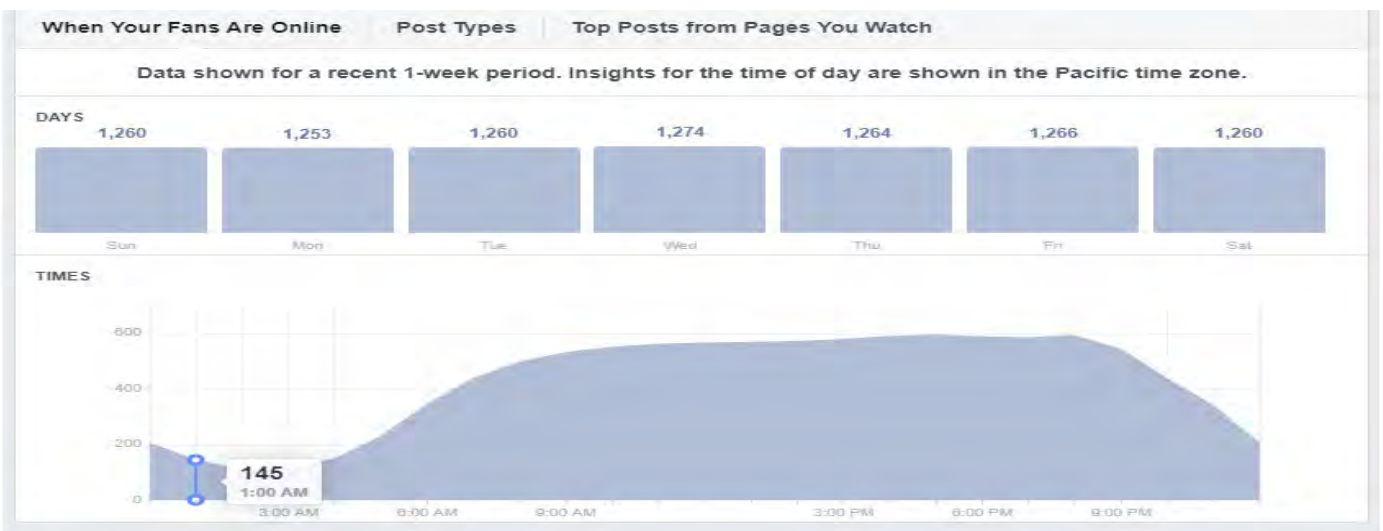 When Your Fans Are Online Post Types Top Posts from Pages You Watch
Data shown for a recent 1-week period. Insights for the time of day are shown in the Pacific time zone.
DAYS
1,260 1,253 1,260 1,274 1,264 1,266 1,260
Sun Mon Tue Wed Thu Fri Sat
TIMES
600
400
200
145
1:00 AM
0
3:00 AM 6:00 AM 9:00 AM 3:00 PM 6:00 PM 9:00 PM